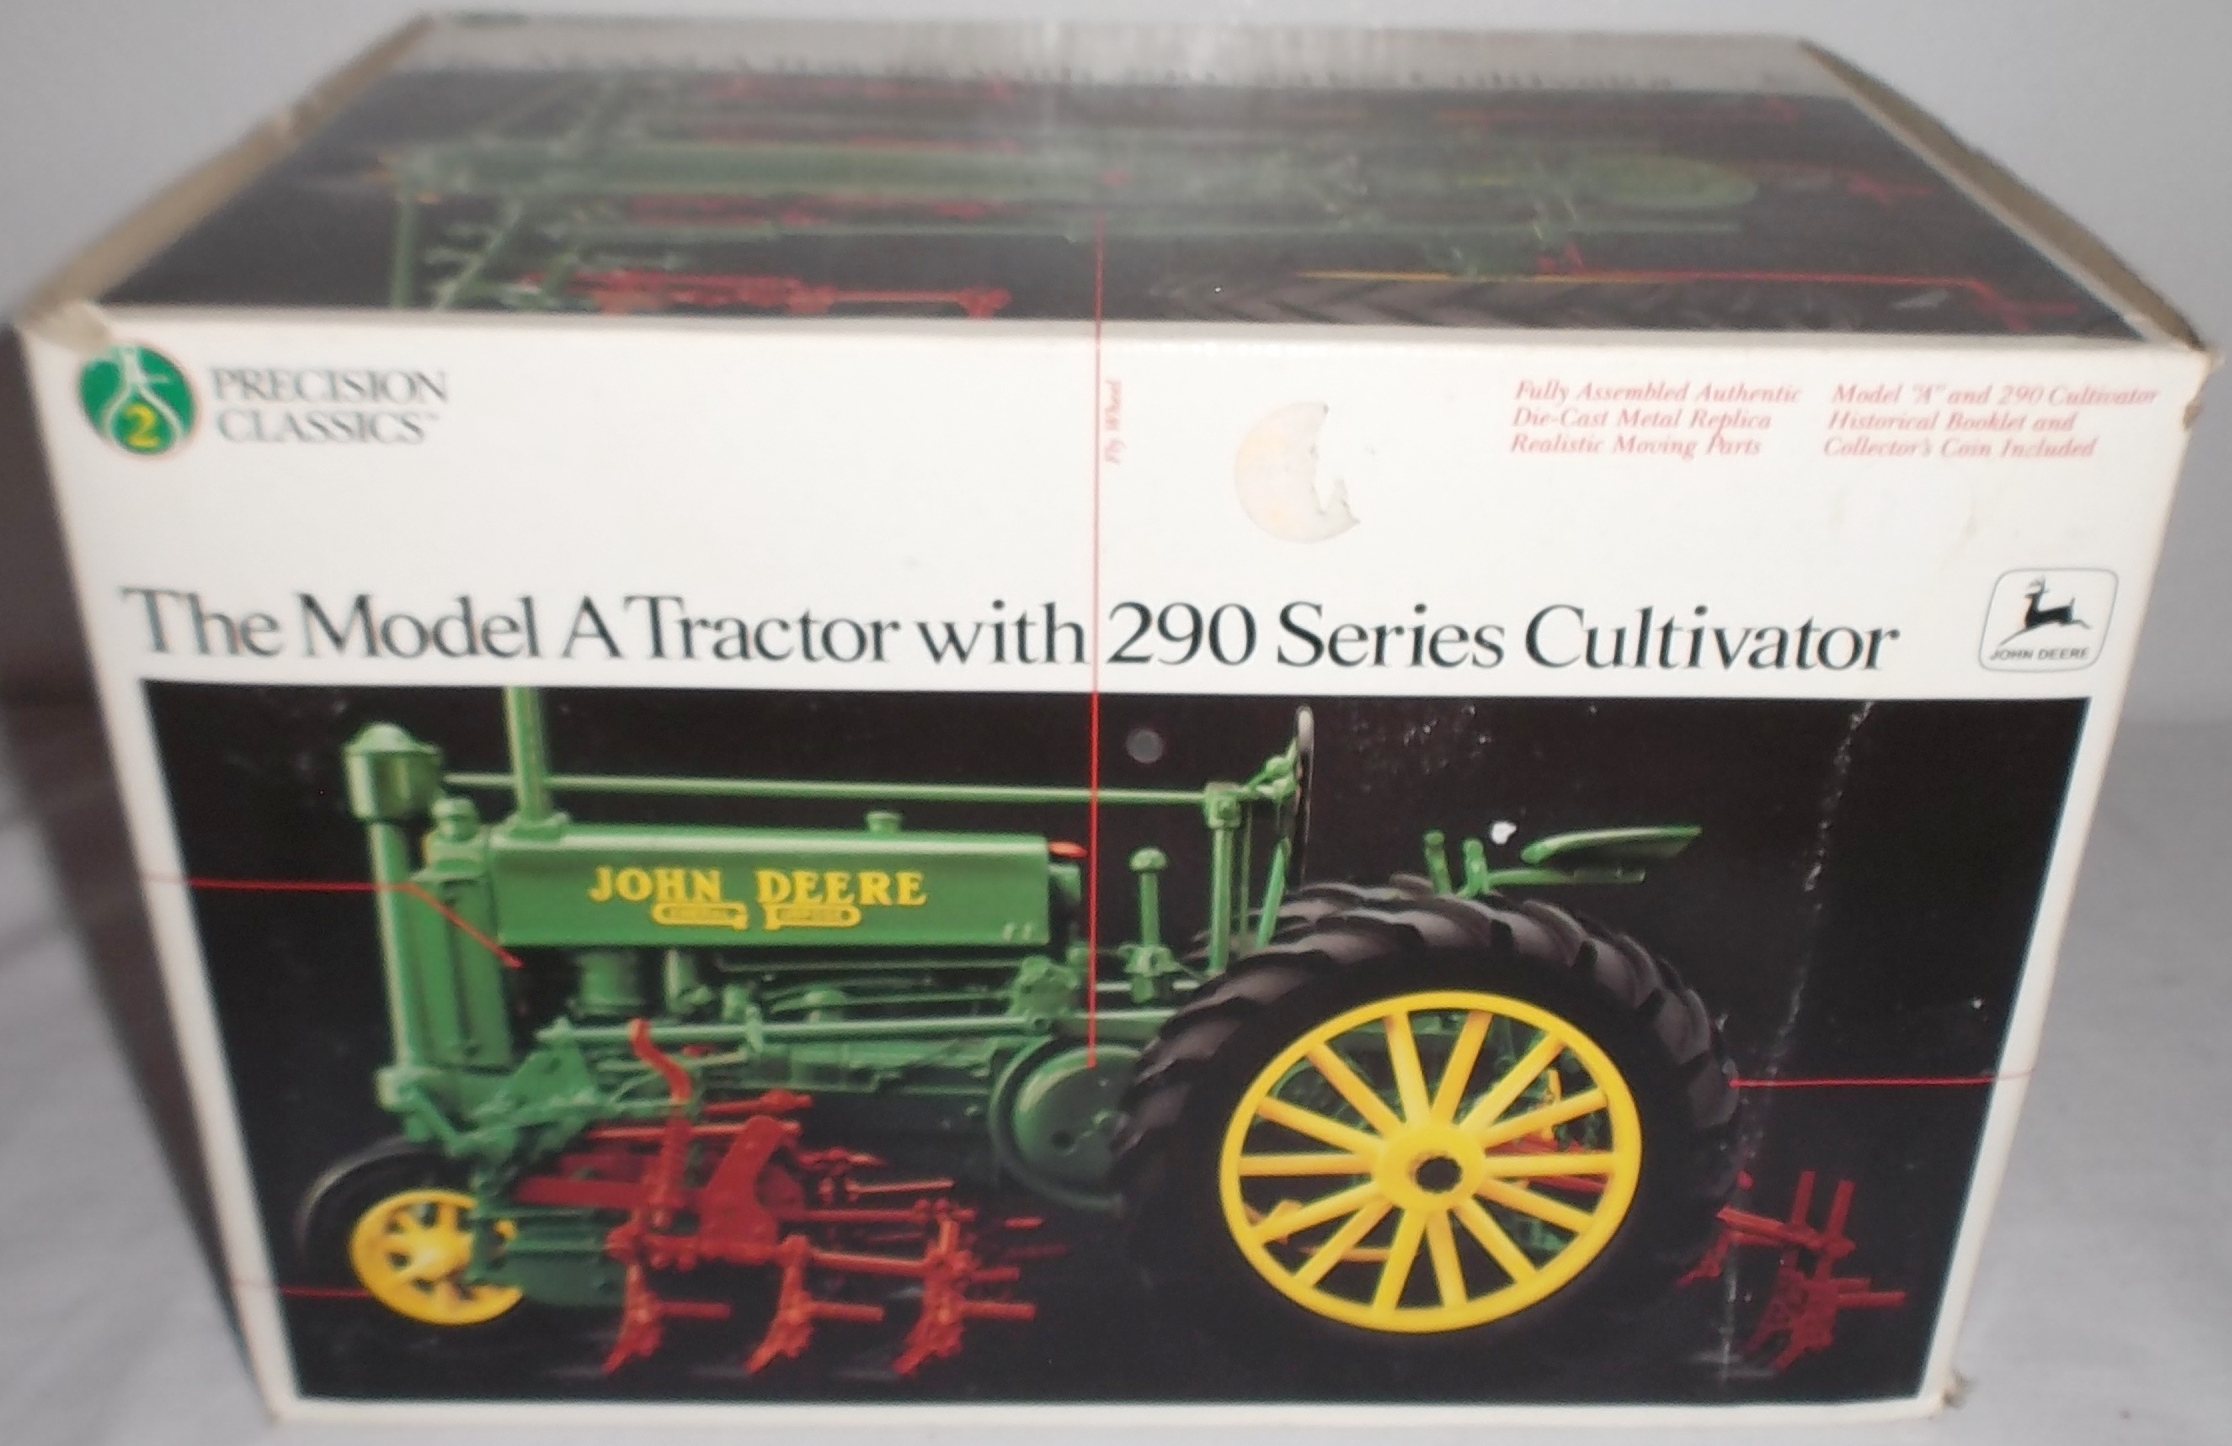 2
PRECISION
CLASSICS™
Fly Wheel
Fully Assembled Authentic
Die-Cast Metal Replica
Realistic Moving Parts
Model "A" and 290 Cultivator
Historical Booklet and
Collector's Coin Included
The Model A Tractor with 290 Series Cultivator
JOHN DEERE
JOHN DEERE